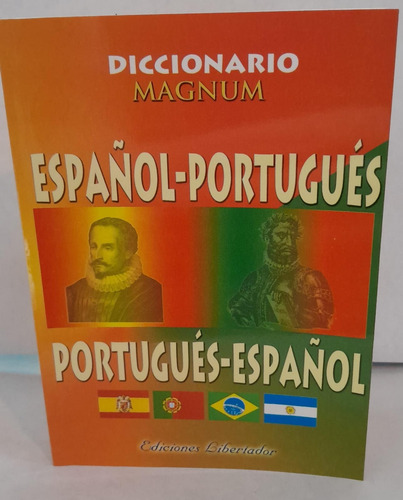 DICCIONARIO
MAGNUM
ESPAÑOL-PORTUGUÉS
PORTUGUÉS-ESPAÑOL
Ediciones Libertador